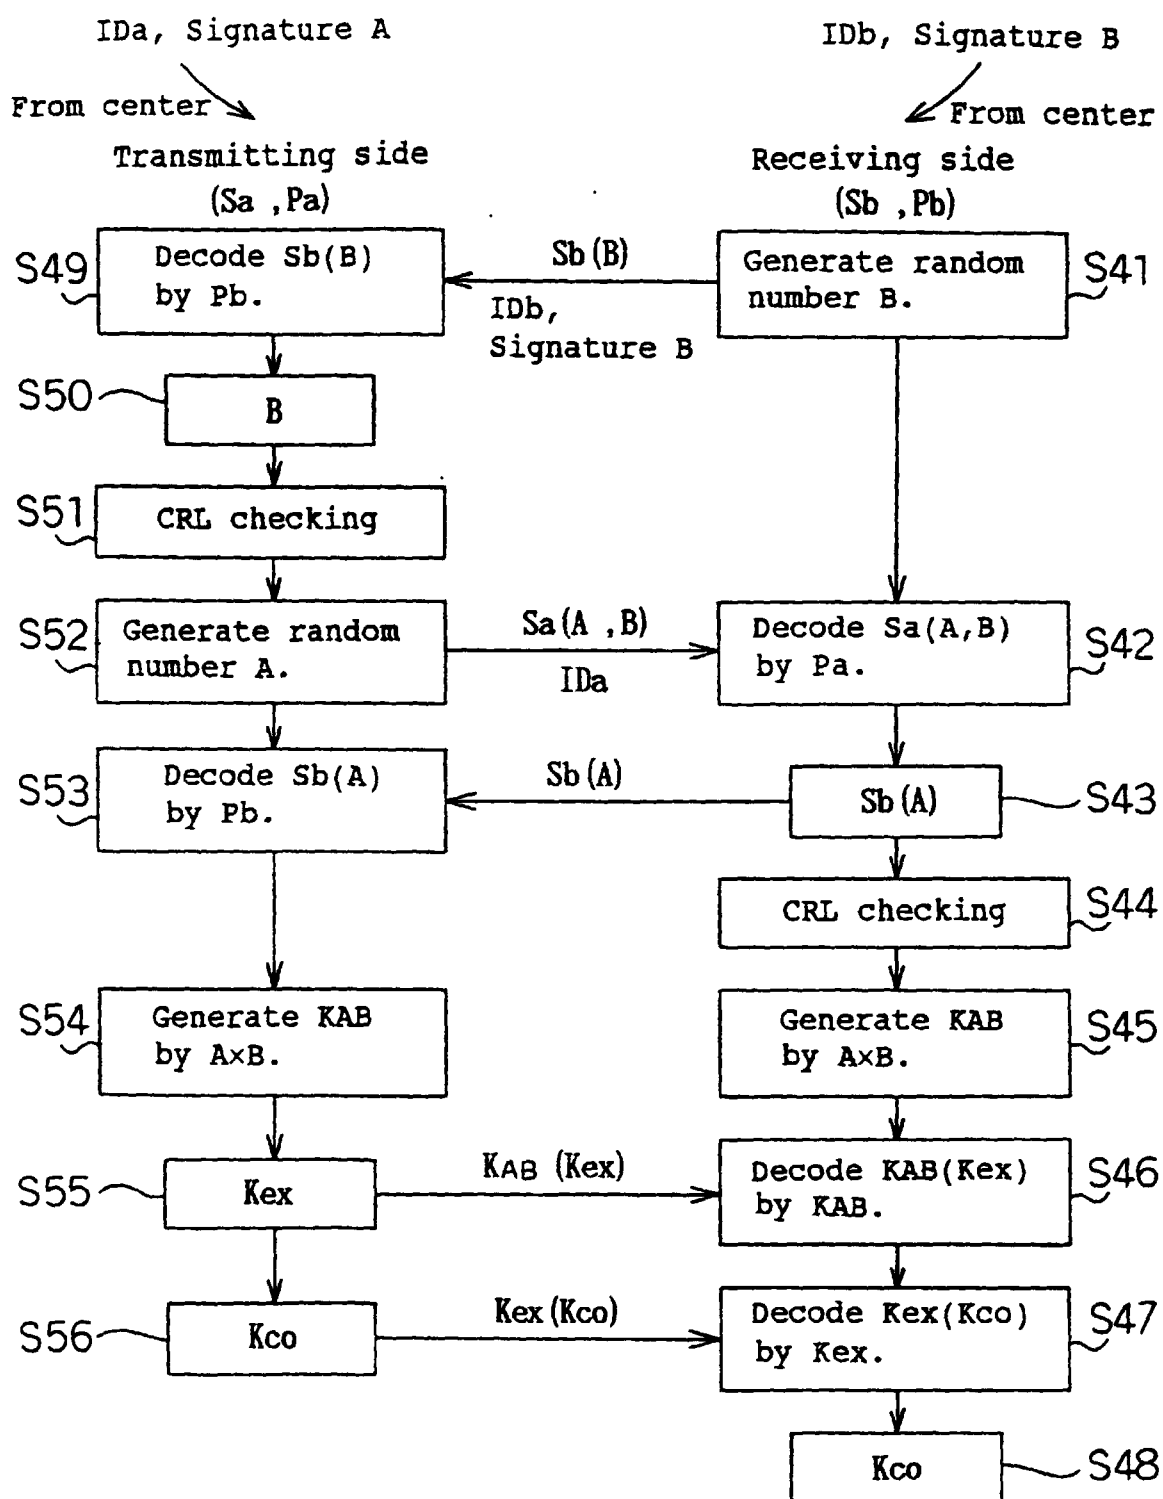 IDa, Signature A
IDb, Signature B
From center
From center
Transmitting side
(Sa ,Pa)
Receiving side
(Sb ,Pb)
S49
Decode Sb(B)
by Pb.
Sb(B)
IDb,
Signature B
Generate random
number B.
S41
S50
B
S51
CRL checking
S52
Generate random
number A.
Sa(A ,B)
IDa
Decode Sa(A,B)
by Pa.
S42
S53
Decode Sb(A)
by Pb.
Sb(A)
Sb(A)
S43
CRL checking
S44
S54
Generate KAB
by A×B.
Generate KAB
by A×B.
S45
S55
Kex
KAB (Kex)
Decode KAB(Kex)
by KAB.
S46
S56
Kco
Kex(Kco)
Decode Kex(Kco)
by Kex.
S47
Kco
S48